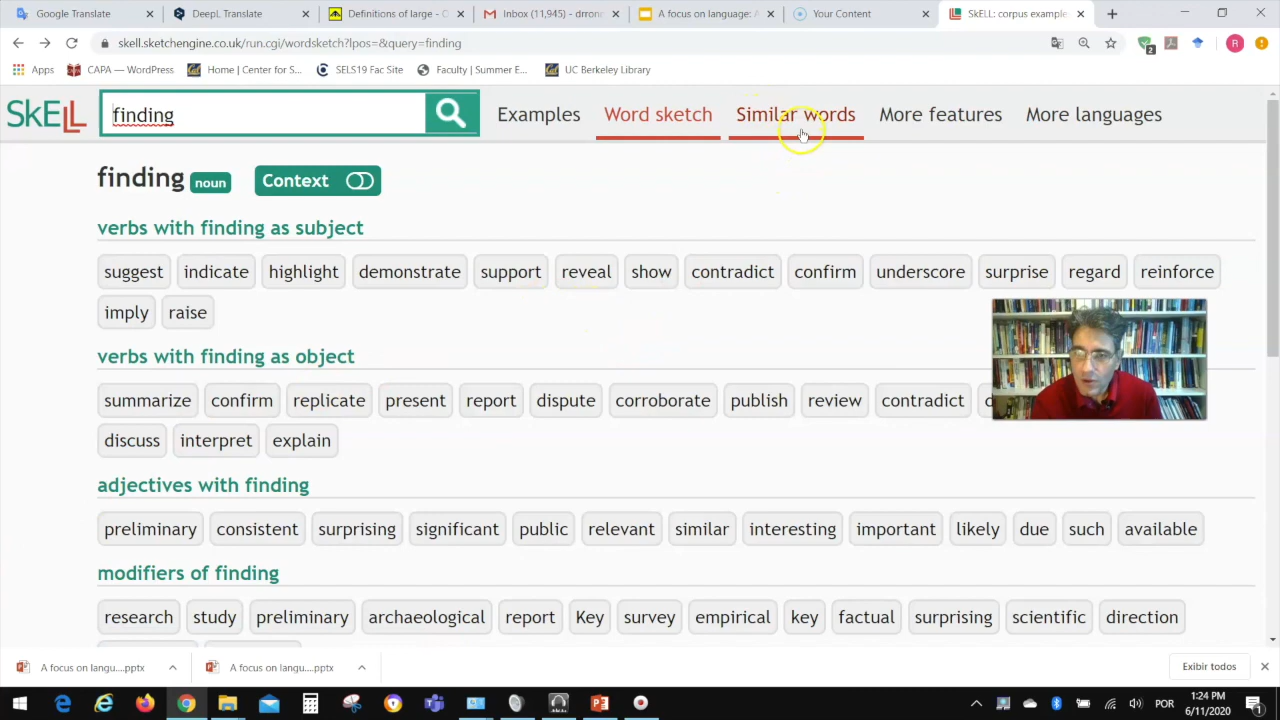 Google Translate
DeepL Translate
Definitions of large - O
Inbox (11,945) - drron
A focus on language: A
Your Content
SkELL: corpus example
skell.sketchengine.co.uk/run.cgi/wordsketch?lpos=&query=finding
2
R
Apps
CAPA — WordPress
Home | Center for S...
SELS19 Fac Site
Faculty | Summer E...
UC Berkeley Library
SkELL
finding
Examples
Word sketch
Similar words
More features
More languages
finding noun
Context
verbs with finding as subject
suggest indicate highlight demonstrate support reveal show contradict confirm underscore surprise regard reinforce
imply raise
verbs with finding as object
summarize confirm replicate present report dispute corroborate publish review contradict
discuss interpret explain
adjectives with finding
preliminary consistent surprising significant public relevant similar interesting important likely due such available
modifiers of finding
research study preliminary archaeological report Key survey empirical key factual surprising scientific direction
A focus on langu....pptx
A focus on langu....pptx
Exibir todos
POR
1:24 PM
6/11/2020
1